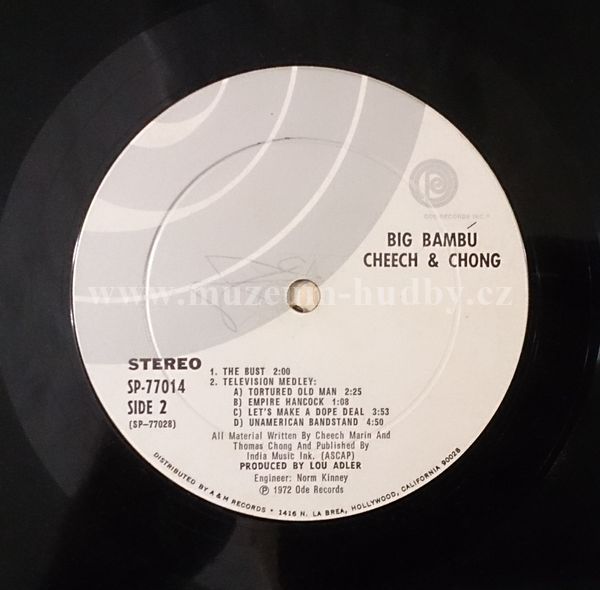 ODE RECORDS INC.®
BIG BAMBÚ
CHEECH & CHONG
www.muzeum-hudby.cz
STEREO
(SP-77014
SIDE 2
(SP-77028)
1. THE BUST 2:00
2. TELEVISION MEDLEY:
A) TORTURED OLD MAN 2:25
B) EMPIRE HANCOCK 1:08
C) LET'S MAKE A DOPE DEAL 3:53
D) UNAMERICAN BANDSTAND 4:50
All Material Written By Cheech Marin And
Thomas Chong And Published By
India Music Ink. (ASCAP)
PRODUCED BY LOU ADLER
Engineer: Norm Kinney
℗ 1972 Ode Records
DISTRIBUTED BY A & M RECORDS • 1416 N. LA BREA, HOLLYWOOD, CALIFORNIA 90028